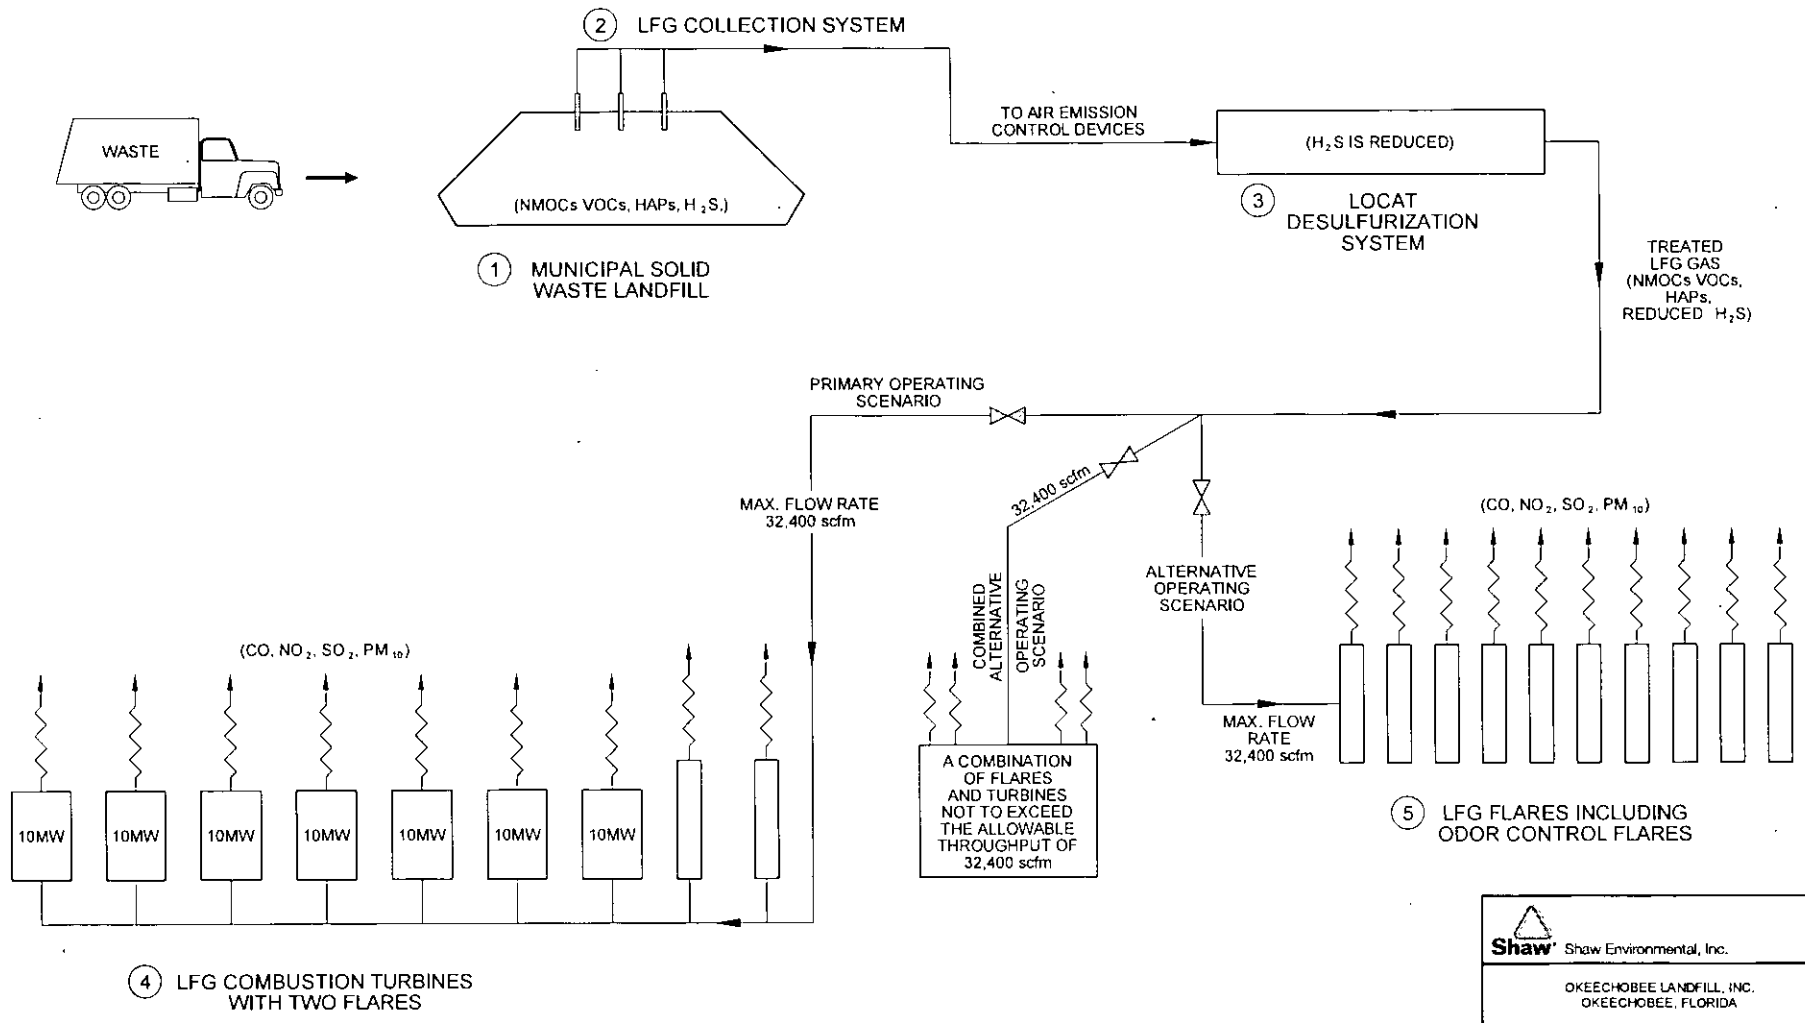 2 LFG COLLECTION SYSTEM
WASTE
(NMOCs VOCs, HAPs, H₂S,)
1 MUNICIPAL SOLID
WASTE LANDFILL
TO AIR EMISSION
CONTROL DEVICES
(H₂S IS REDUCED)
3 LOCAT
DESULFURIZATION
SYSTEM
TREATED
LFG GAS
(NMOCs VOCs,
HAPs,
REDUCED H₂S)
PRIMARY OPERATING
SCENARIO
MAX. FLOW RATE
32,400 scfm
32,400 scfm
COMBINED
ALTERNATIVE
OPERATING
SCENARIO
ALTERNATIVE
OPERATING
SCENARIO
MAX. FLOW
RATE
32,400 scfm
(CO, NO₂, SO₂, PM₁₀)
(CO, NO₂, SO₂, PM₁₀)
10MW
10MW
10MW
10MW
10MW
10MW
10MW
A COMBINATION
OF FLARES
AND TURBINES
NOT TO EXCEED
THE ALLOWABLE
THROUGHPUT OF
32,400 scfm
5 LFG FLARES INCLUDING
ODOR CONTROL FLARES
4 LFG COMBUSTION TURBINES
WITH TWO FLARES
Shaw Shaw Environmental, Inc.
OKEECHOBEE LANDFILL, INC.
OKEECHOBEE, FLORIDA